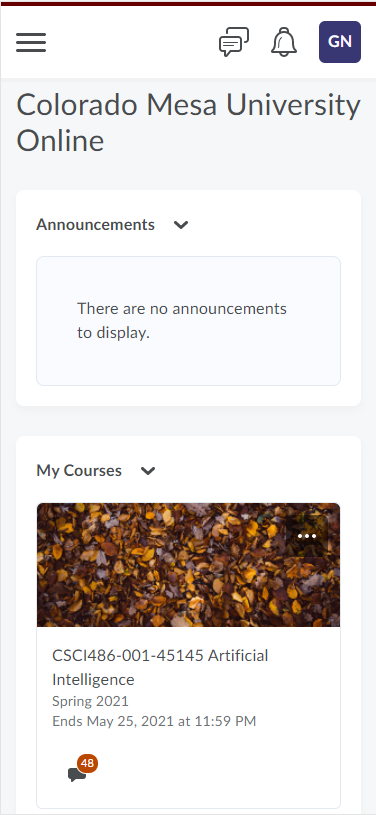 GN
Colorado Mesa University
Online
Announcements
There are no announcements
to display.
My Courses
CSCI486-001-45145 Artificial
Intelligence
Spring 2021
Ends May 25, 2021 at 11:59 PM
48